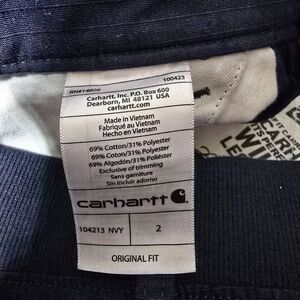 RN#14806 100423
Carhartt, Inc. P.O. Box 600
Dearborn, MI 48121 USA
carhartt.com
Made in Vietnam
Fabriqué au Vietnam
Hecho en Vietnam
69% Cotton/31% Polyester
69% Coton/31% Polyester
69% Algodón/31% Poliéster
Exclusive of trimming
Sans garniture
Sin incluir adorno
carhartt
104213 NVY 2
ORIGINAL FIT